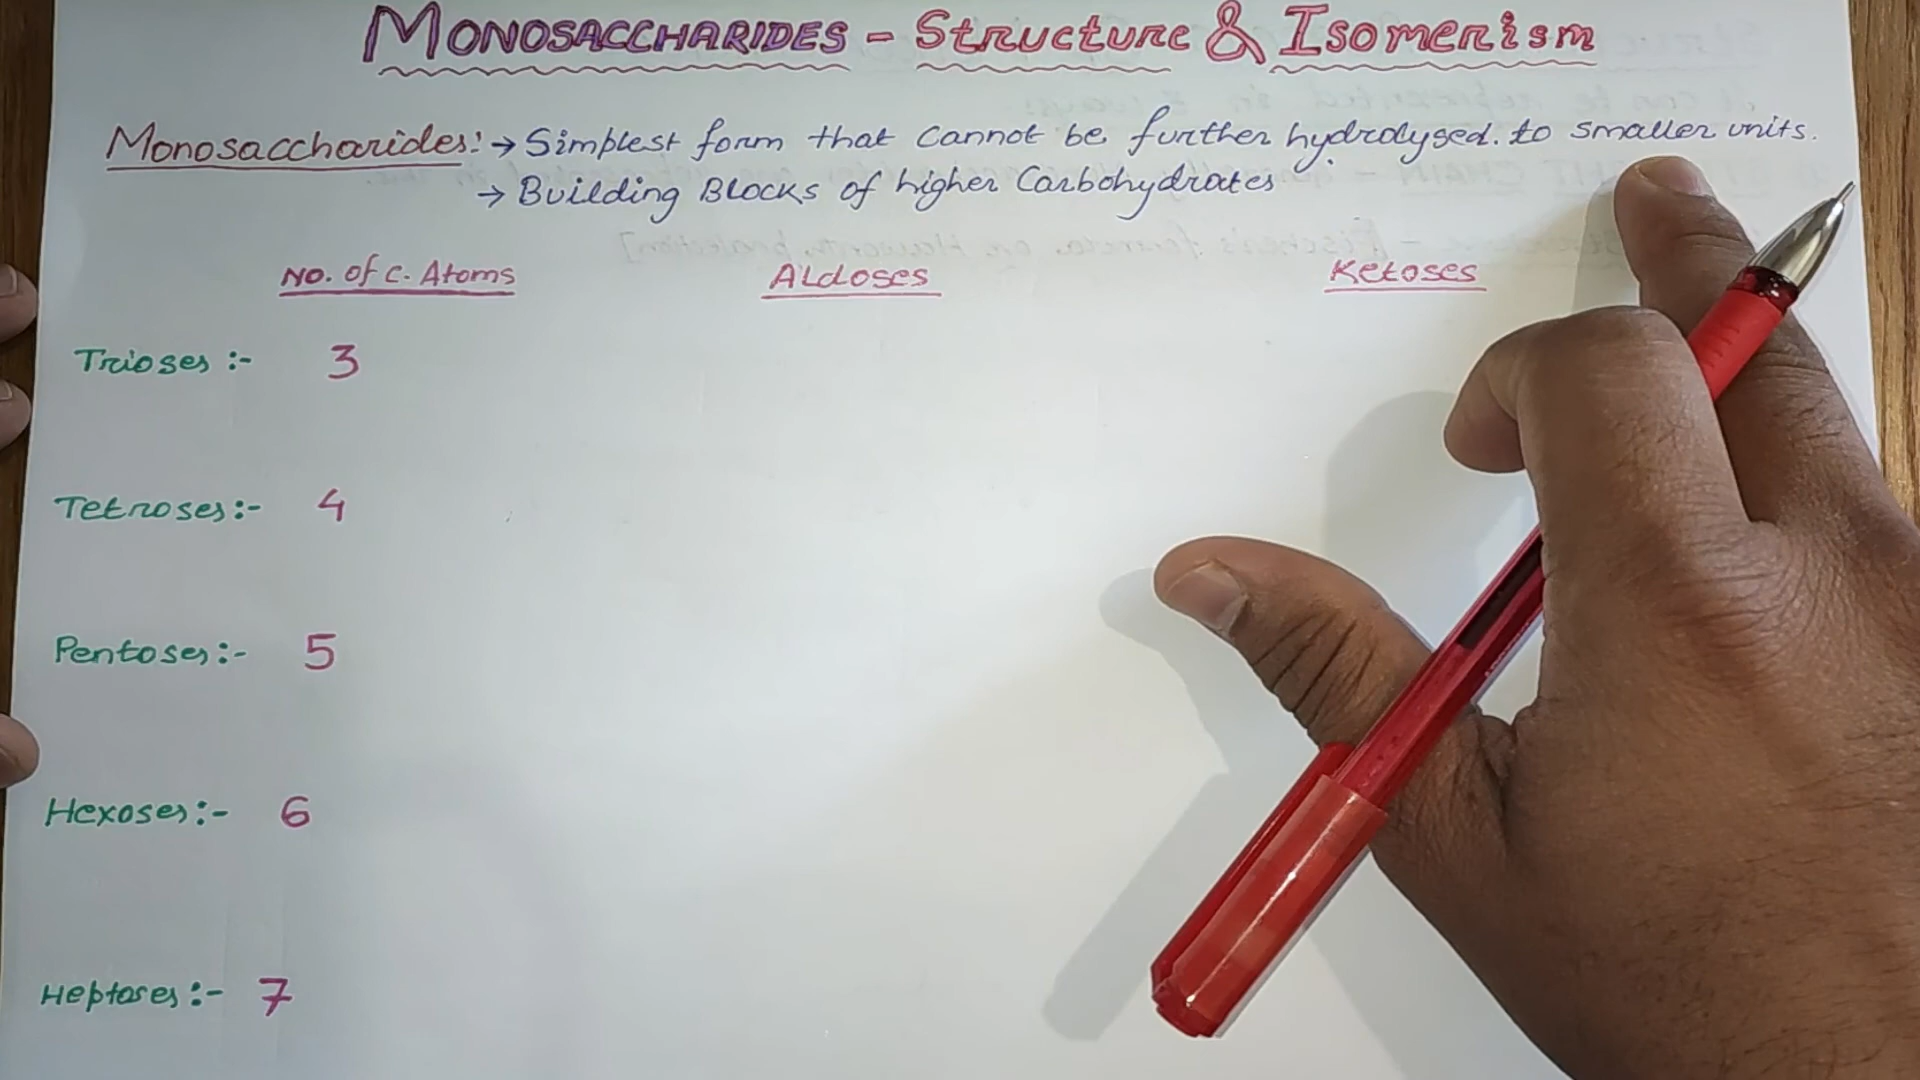 MONOSACCHARIDES - Structure & Isomerism
Monosaccharides:→ Simplest form that cannot be further hydrolysed. to smaller units.
→ Building Blocks of higher Carbohydrates
No. of C. Atoms Aldoses Ketoses
Trioses :- 3
Tetroses:- 4
Pentoses:- 5
Hexoses:- 6
Heptoses:- 7